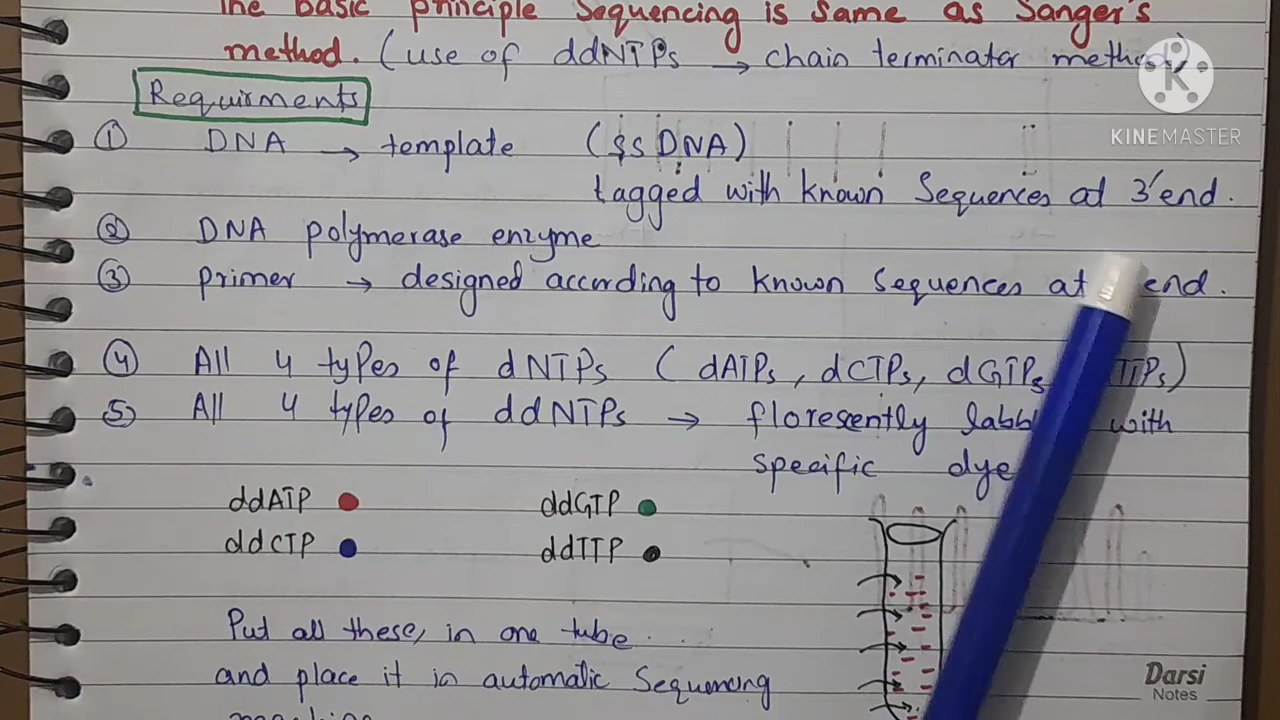 The basic principle Sequencing is same as Sanger's
method. (use of ddNTPs → chain terminator method)
KINEMASTER
Requirments
① DNA → template (ssDNA)
tagged with known Sequences at 3' end.
② DNA polymerase enzyme
③ primer → designed according to known Sequences at end.
④ All 4 types of dNTPs ( dATPs, dCTPs, dGTPs TTPs)
⑤ All 4 types of ddNTPs → floresently labb with
specific dye
ddATP ddGTP
ddCTP ddTTP
Put all these, in one tube
and place it in automatic Sequencing
Darsi
Notes